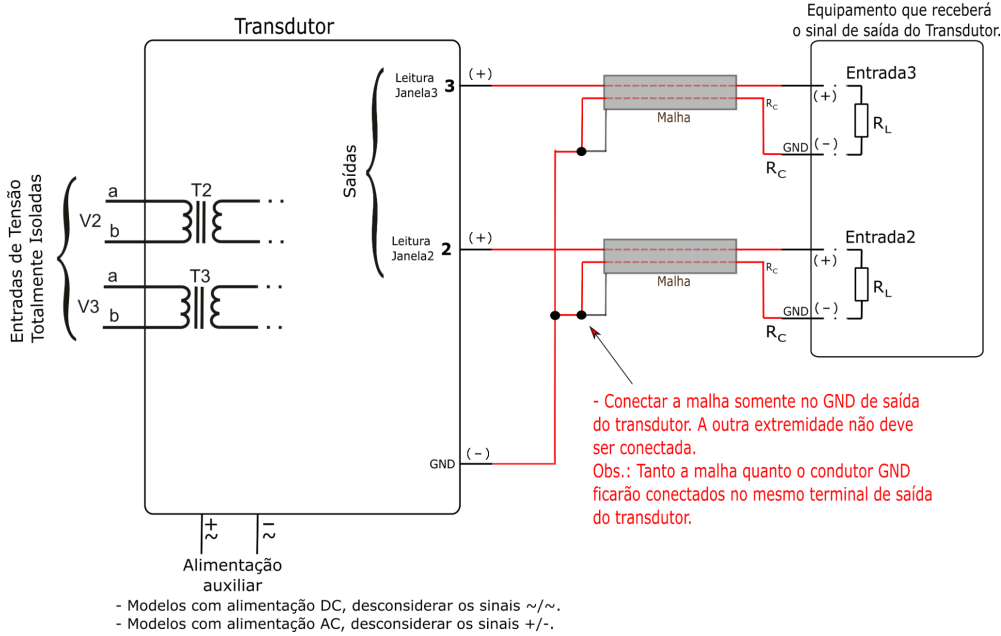 Equipamento que receberá
o sinal de saída do Transdutor.
Transdutor
Leitura
Janela3
3
(+)
Malha
RC
Entrada3
(+)
RL
GND
(-)
RC
Saídas
Entradas de Tensão
Totalmente Isoladas
a
V2
b
T2
a
V3
b
T3
Leitura
Janela2
2
(+)
Malha
RC
Entrada2
(+)
RL
GND
(-)
RC
- Conectar a malha somente no GND de saída
do transdutor. A outra extremidade não deve
ser conectada.
Obs.: Tanto a malha quanto o condutor GND
ficarão conectados no mesmo terminal de saída
do transdutor.
GND
(-)
+ −
~ ~
Alimentação
auxiliar
- Modelos com alimentação DC, desconsiderar os sinais ~/~.
- Modelos com alimentação AC, desconsiderar os sinais +/-.